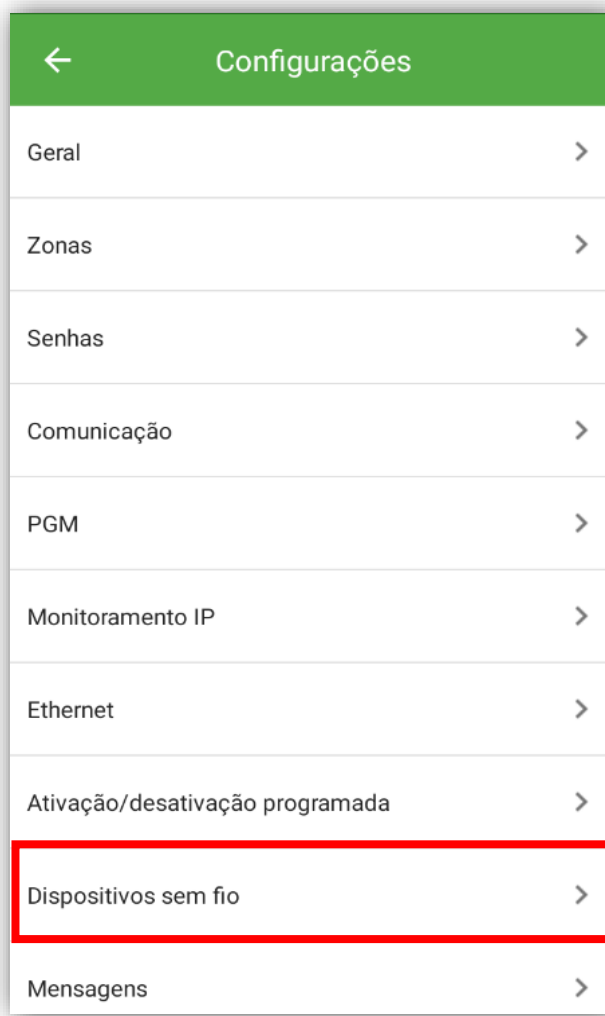 Configurações
Geral
Zonas
Senhas
Comunicação
PGM
Monitoramento IP
Ethernet
Ativação/desativação programada
Dispositivos sem fio
Mensagens